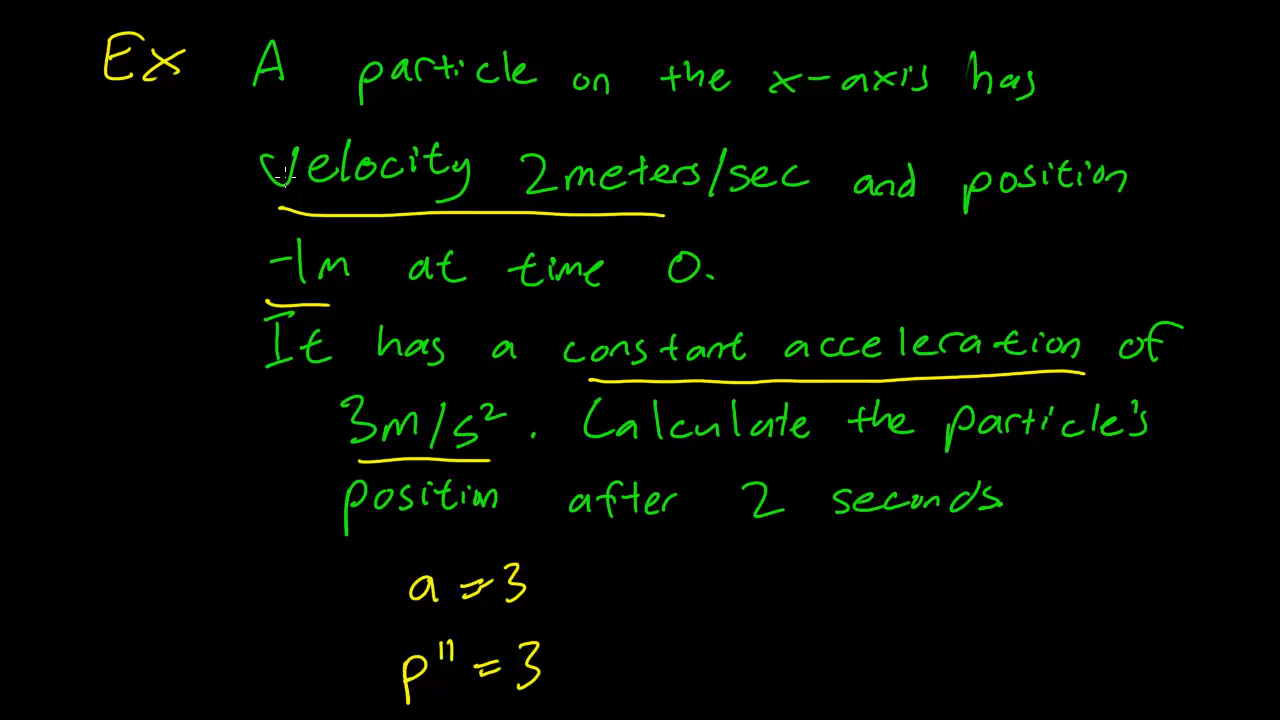 Ex A particle on the x-axis has
velocity 2meters/sec and position
-1m at time 0.
It has a constant acceleration of
3m/s². Calculate the particle's
position after 2 seconds
a = 3
p'' = 3